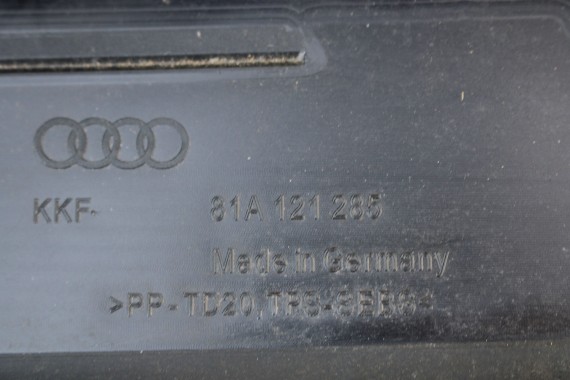 KKF- 81A 121 285
Made in Germany
>PP-TD20,